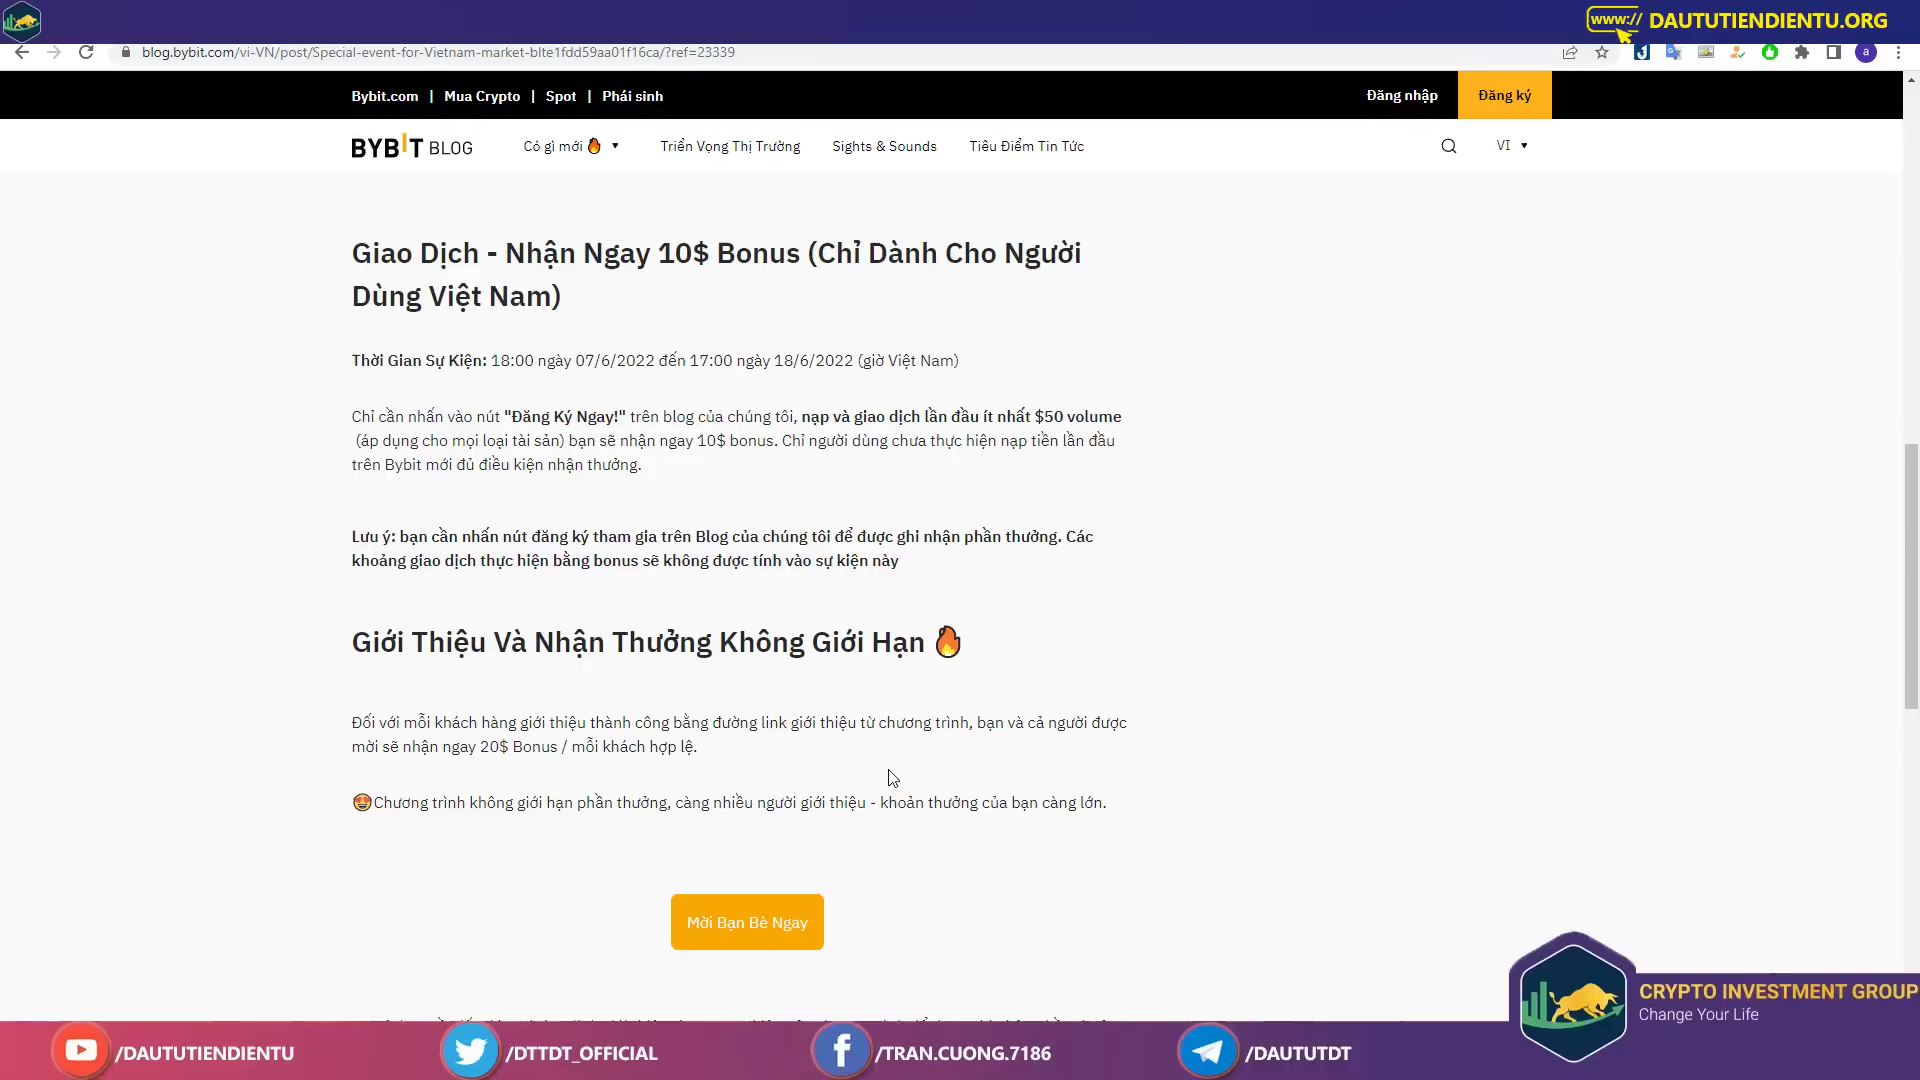 www:// DAUTUTIENDIENTU.ORG
blog.bybit.com/vi-VN/post/Special-event-for-Vietnam-market-blte1fdd59aa01f16ca/?ref=23339
a
Bybit.com | Mua Crypto | Spot | Phái sinh
Đăng nhập
Đăng ký
BYBIT BLOG
Có gì mới
Triển Vọng Thị Trường
Sights & Sounds
Tiêu Điểm Tin Tức
VI
Giao Dịch - Nhận Ngay 10$ Bonus (Chỉ Dành Cho Người
Dùng Việt Nam)
Thời Gian Sự Kiện: 18:00 ngày 07/6/2022 đến 17:00 ngày 18/6/2022 (giờ Việt Nam)
Chỉ cần nhấn vào nút "Đăng Ký Ngay!" trên blog của chúng tôi, nạp và giao dịch lần đầu ít nhất $50 volume
(áp dụng cho mọi loại tài sản) bạn sẽ nhận ngay 10$ bonus. Chỉ người dùng chưa thực hiện nạp tiền lần đầu
trên Bybit mới đủ điều kiện nhận thưởng.
Lưu ý: bạn cần nhấn nút đăng ký tham gia trên Blog của chúng tôi để được ghi nhận phần thưởng. Các
khoảng giao dịch thực hiện bằng bonus sẽ không được tính vào sự kiện này
Giới Thiệu Và Nhận Thưởng Không Giới Hạn 🔥
Đối với mỗi khách hàng giới thiệu thành công bằng đường link giới thiệu từ chương trình, bạn và cả người được
mời sẽ nhận ngay 20$ Bonus / mỗi khách hợp lệ.
🤩Chương trình không giới hạn phần thưởng, càng nhiều người giới thiệu - khoản thưởng của bạn càng lớn.
Mời Bạn Bè Ngay
CRYPTO INVESTMENT GROUP
Change Your Life
/DAUTUTIENDIENTU
/DTTDT_OFFICIAL
/TRAN.CUONG.7186
/DAUTUTDT